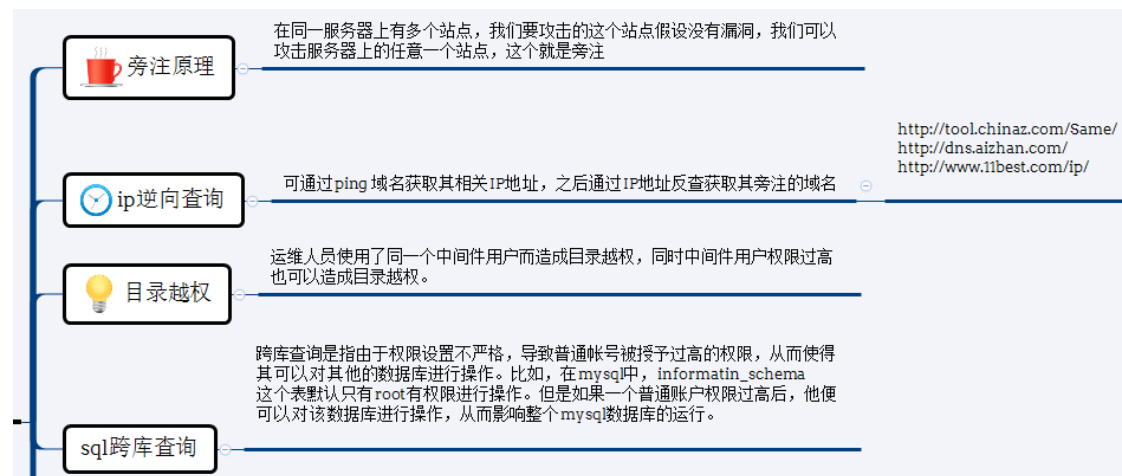 旁注原理
在同一服务器上有多个站点，我们要攻击的这个站点假设没有漏洞，我们可以
攻击服务器上的任意一个站点，这个就是旁注
ip逆向查询
可通过ping 域名获取其相关IP地址，之后通过IP地址反查获取其旁注的域名
http://tool.chinaz.com/Same/
http://dns.aizhan.com/
http://www.11best.com/ip/
目录越权
运维人员使用了同一个中间件用户而造成目录越权，同时中间件用户权限过高
也可以造成目录越权。
sql跨库查询
跨库查询是指由于权限设置不严格，导致普通帐号被授予过高的权限，从而使得
其可以对其他的数据库进行操作。比如，在mysql中，informatin_schema
这个表默认只有root有权限进行操作。但是如果一个普通账户权限过高后，他便
可以对该数据库进行操作，从而影响整个mysql数据库的运行。